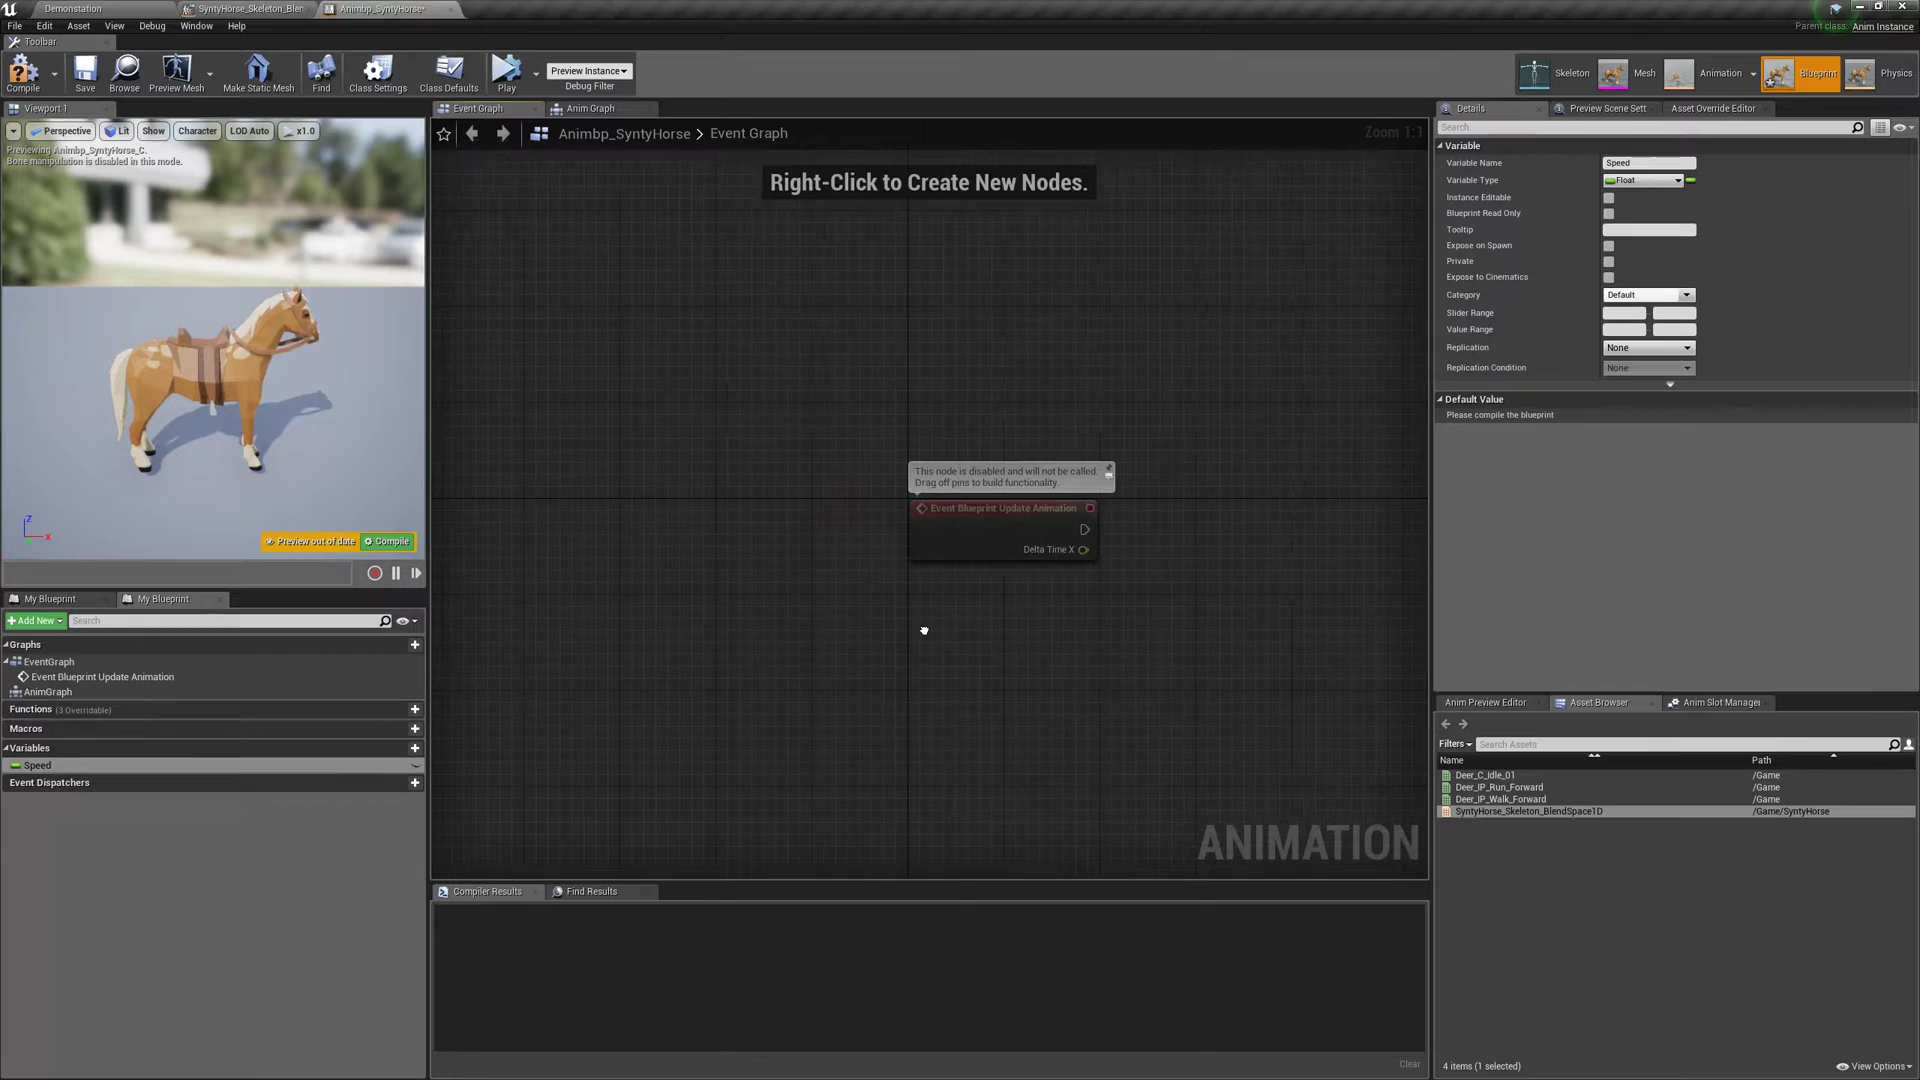 Demonstation
SyntyHorse_Skeleton_Blen
Animbp_SyntyHorse*
File Edit Asset View Debug Window Help
Parent class: Anim Instance
Toolbar
Compile
Save
Browse
Preview Mesh
Make Static Mesh
Find
Class Settings
Class Defaults
Play
Preview Instance
Debug Filter
Skeleton
Mesh
Animation
Blueprint
Physics
Viewport 1
Perspective
Lit
Show
Character
LOD Auto
x1.0
Previewing Animbp_SyntyHorse_C.
Bone manipulation is disabled in this mode.
Z
X
Preview out of date
Compile
Event Graph
Anim Graph
Animbp_SyntyHorse > Event Graph
Zoom 1:1
Right-Click to Create New Nodes.
This node is disabled and will not be called.
Drag off pins to build functionality.
Event Blueprint Update Animation
Delta Time X
ANIMATION
My Blueprint
My Blueprint
+ Add New
Search
Graphs
EventGraph
Event Blueprint Update Animation
AnimGraph
Functions (3 Overridable)
Macros
Variables
Speed
Event Dispatchers
Compiler Results
Find Results
Clear
Details
Preview Scene Sett
Asset Override Editor
Search
Variable
Variable Name Speed
Variable Type Float
Instance Editable
Blueprint Read Only
Tooltip
Expose on Spawn
Private
Expose to Cinematics
Category Default
Slider Range
Value Range
Replication None
Replication Condition None
Default Value
Please compile the blueprint
Anim Preview Editor
Asset Browser
Anim Slot Manager
Filters
Search Assets
Name Path
Deer_C_Idle_01 /Game
Deer_IP_Run_Forward /Game
Deer_IP_Walk_Forward /Game
SyntyHorse_Skeleton_BlendSpace1D /Game/SyntyHorse
4 items (1 selected)
View Options